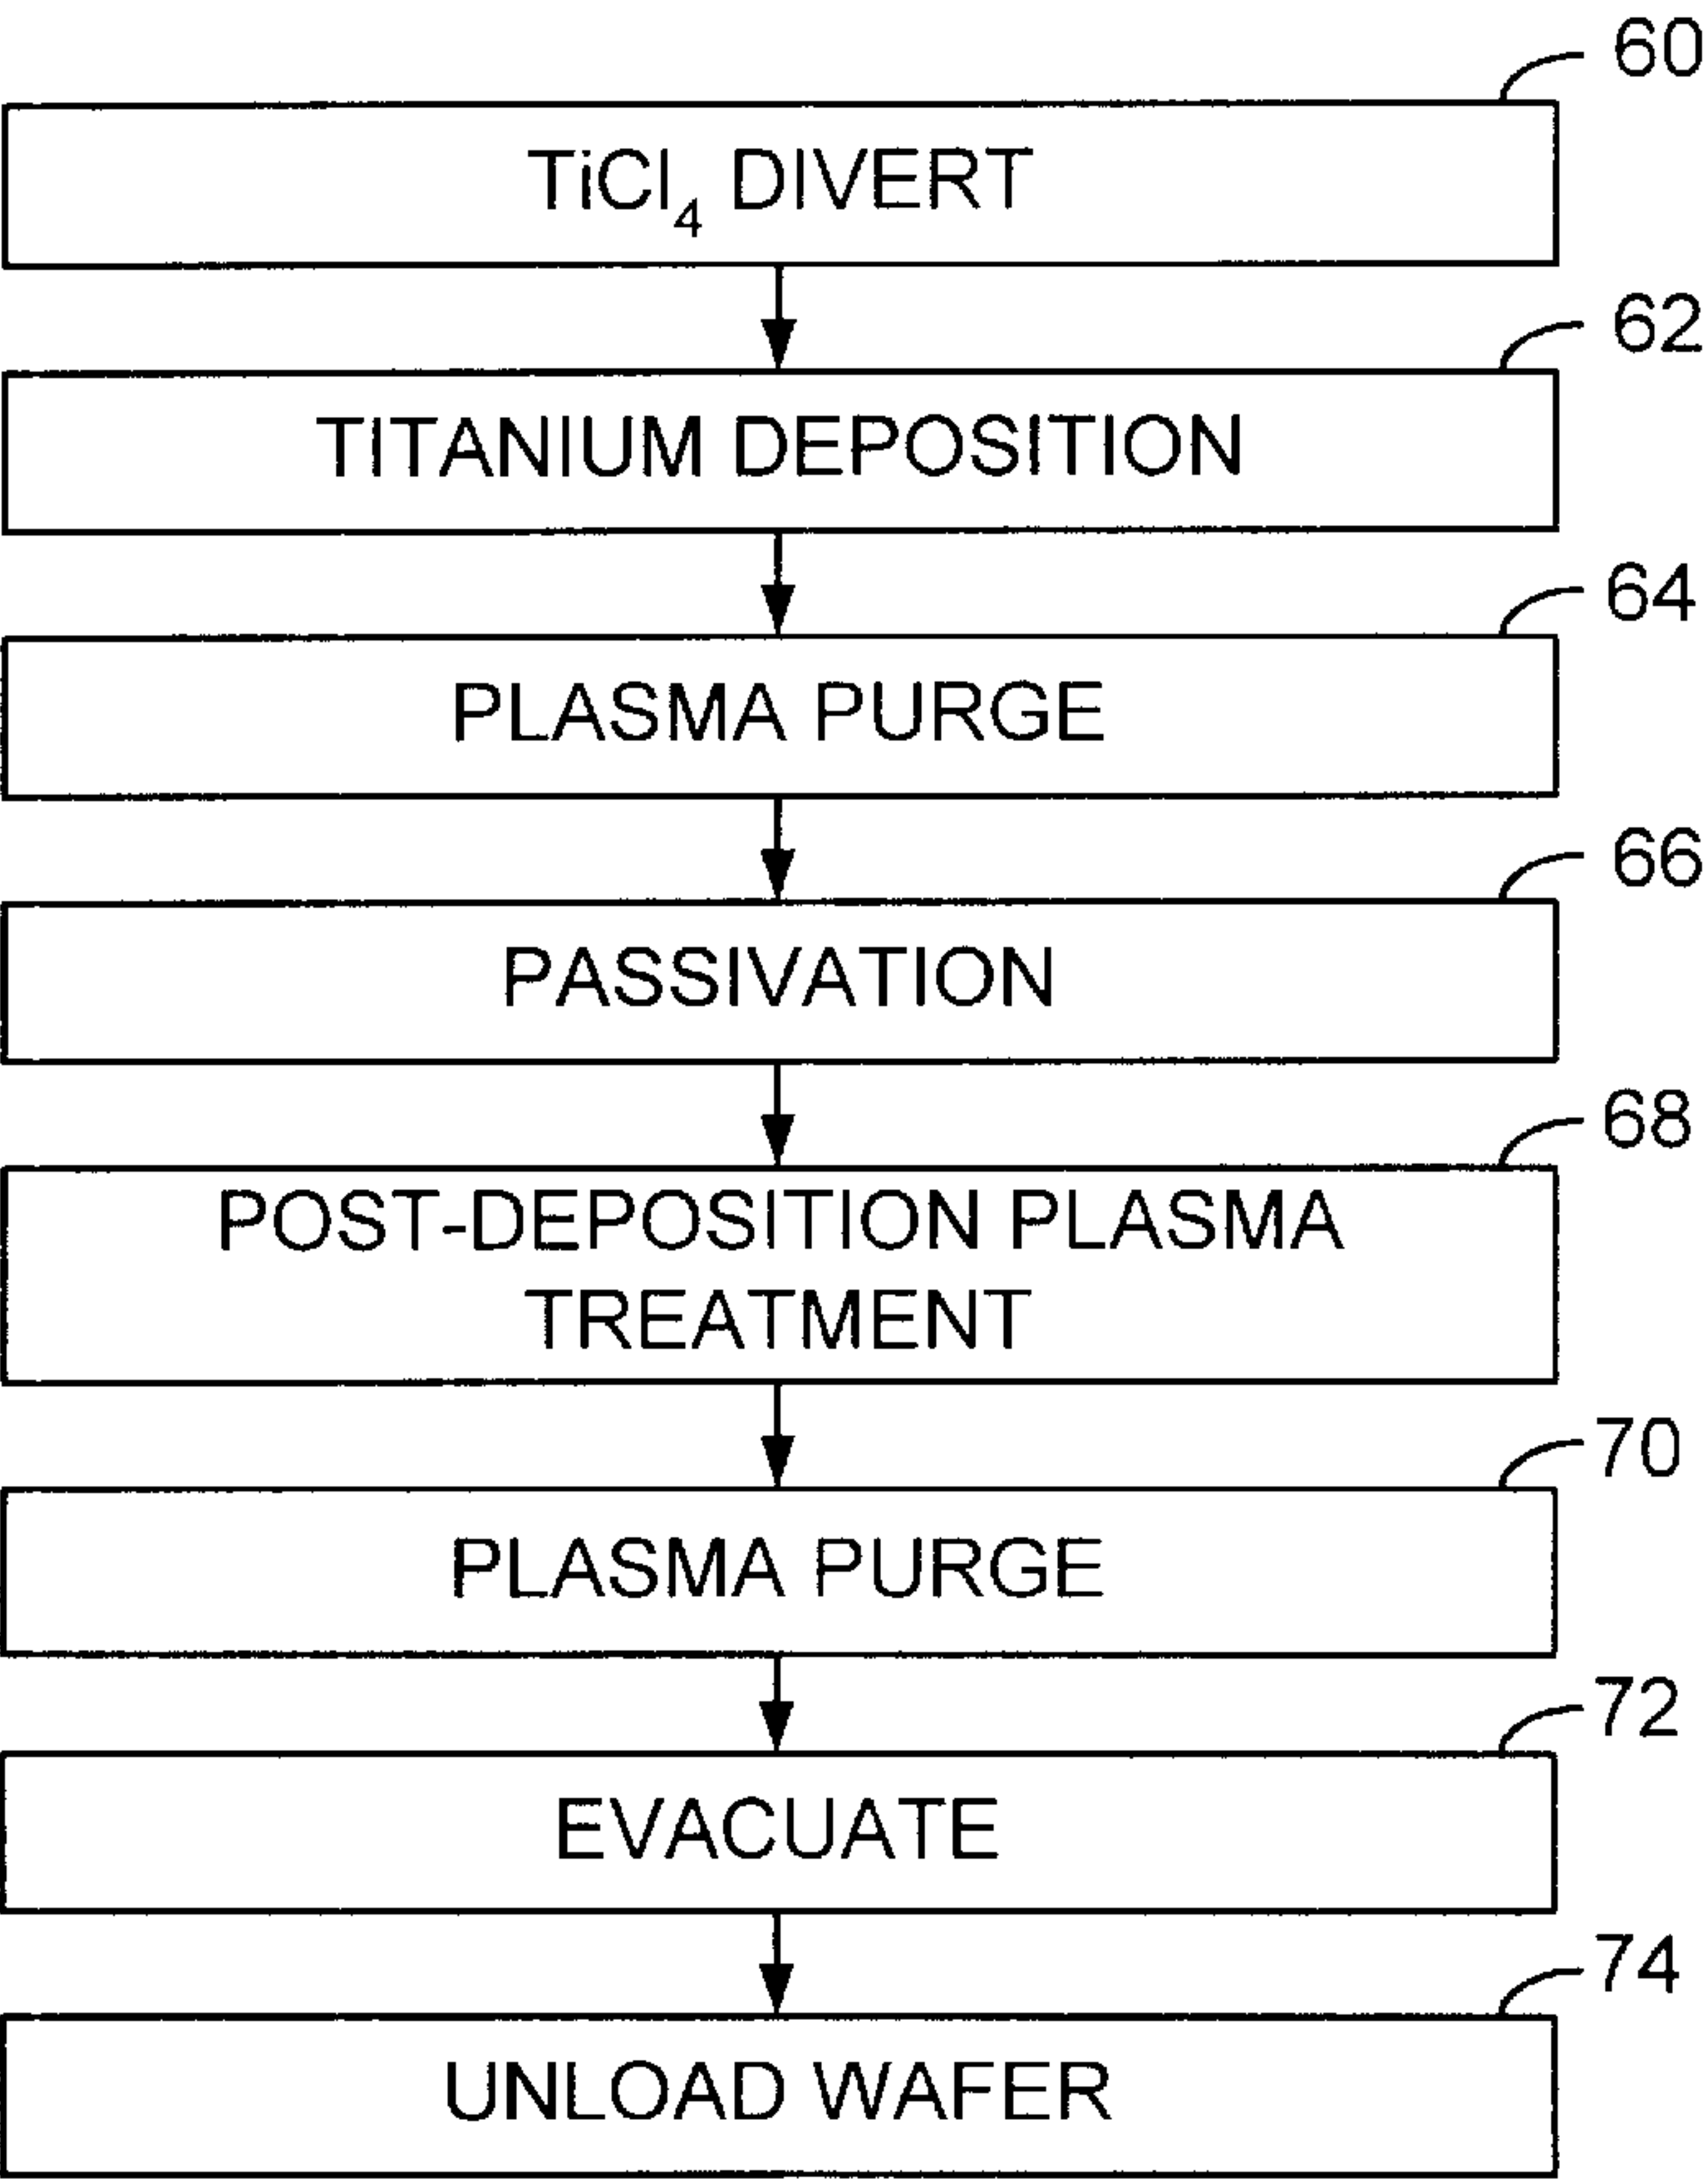 60
TiCl₄ DIVERT
62
TITANIUM DEPOSITION
64
PLASMA PURGE
66
PASSIVATION
68
POST-DEPOSITION PLASMA
TREATMENT
70
PLASMA PURGE
72
EVACUATE
74
UNLOAD WAFER